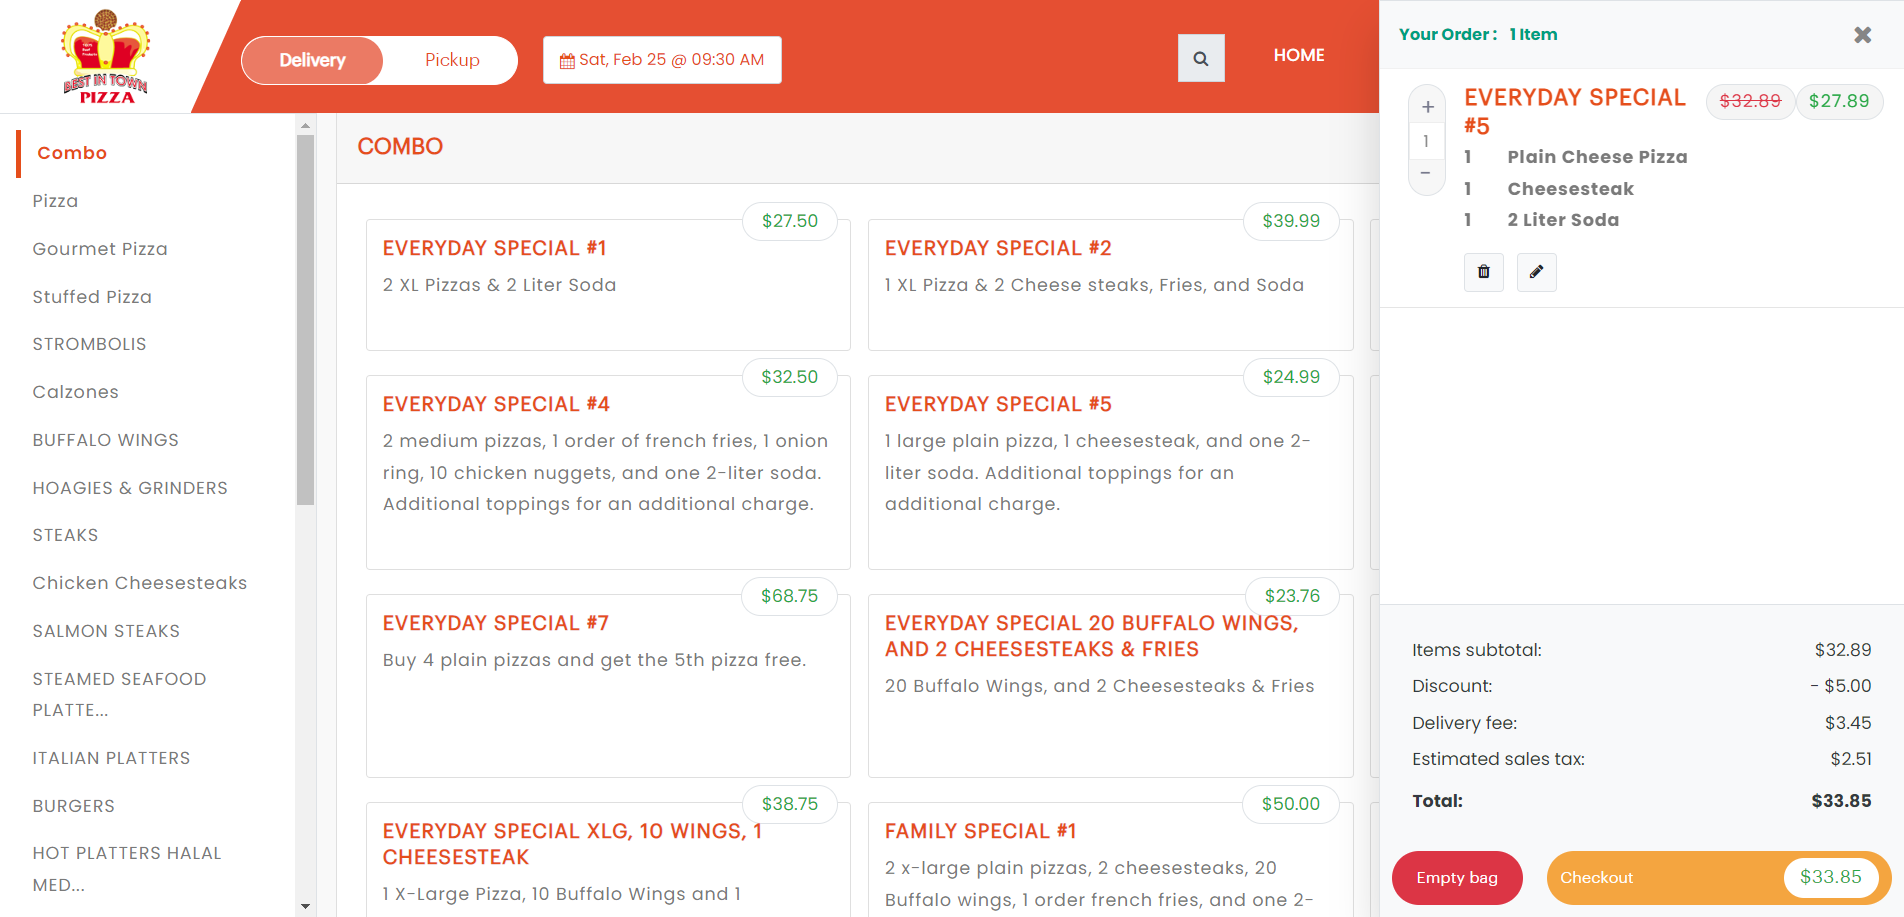 BEST IN TOWN
PIZZA
Delivery
Pickup
Sat, Feb 25 @ 09:30 AM
HOME
Combo
Pizza
Gourmet Pizza
Stuffed Pizza
STROMBOLIS
Calzones
BUFFALO WINGS
HOAGIES & GRINDERS
STEAKS
Chicken Cheesesteaks
SALMON STEAKS
STEAMED SEAFOOD
PLATTE...
ITALIAN PLATTERS
BURGERS
HOT PLATTERS HALAL
MED...
COMBO
$27.50
EVERYDAY SPECIAL #1
2 XL Pizzas & 2 Liter Soda
$39.99
EVERYDAY SPECIAL #2
1 XL Pizza & 2 Cheese steaks, Fries, and Soda
$32.50
EVERYDAY SPECIAL #4
2 medium pizzas, 1 order of french fries, 1 onion
ring, 10 chicken nuggets, and one 2-liter soda.
Additional toppings for an additional charge.
$24.99
EVERYDAY SPECIAL #5
1 large plain pizza, 1 cheesesteak, and one 2-
liter soda. Additional toppings for an
additional charge.
$68.75
EVERYDAY SPECIAL #7
Buy 4 plain pizzas and get the 5th pizza free.
$23.76
EVERYDAY SPECIAL 20 BUFFALO WINGS,
AND 2 CHEESESTEAKS & FRIES
20 Buffalo Wings, and 2 Cheesesteaks & Fries
$38.75
EVERYDAY SPECIAL XLG, 10 WINGS, 1
CHEESESTEAK
1 X-Large Pizza, 10 Buffalo Wings and 1
$50.00
FAMILY SPECIAL #1
2 x-large plain pizzas, 2 cheesesteaks, 20
Buffalo wings, 1 order french fries, and one 2-
Your Order : 1 Item
+
1
−
EVERYDAY SPECIAL
#5
$32.89
$27.89
1 Plain Cheese Pizza
1 Cheesesteak
1 2 Liter Soda
Items subtotal: $32.89
Discount: - $5.00
Delivery fee: $3.45
Estimated sales tax: $2.51
Total: $33.85
Empty bag
Checkout $33.85